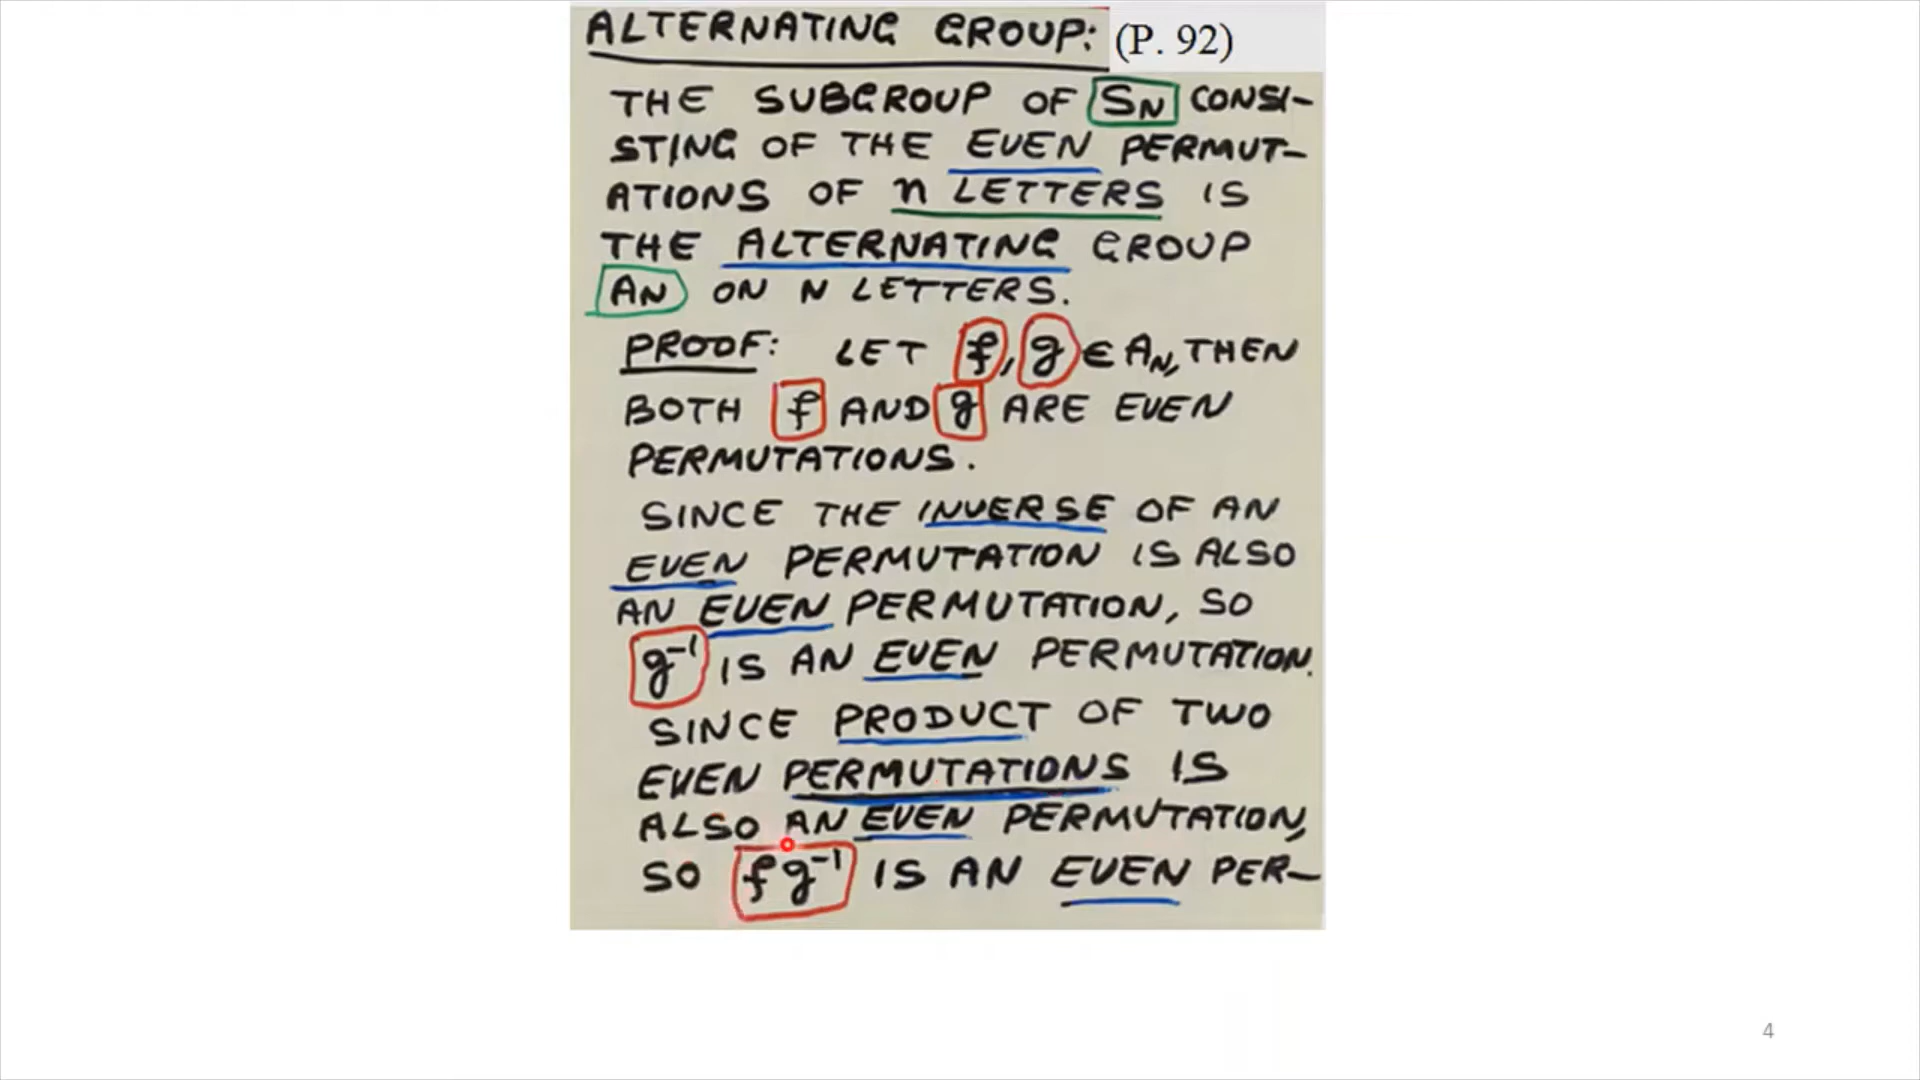 ALTERNATING GROUP: (P. 92)
THE SUBGROUP OF SN CONSI-
STING OF THE EVEN PERMUT-
ATIONS OF n LETTERS IS
THE ALTERNATING GROUP
AN ON N LETTERS.
PROOF: LET f, g ∈ AN, THEN
BOTH f AND g ARE EVEN
PERMUTATIONS.
SINCE THE INVERSE OF AN
EVEN PERMUTATION IS ALSO
AN EVEN PERMUTATION, SO
g⁻¹ IS AN EVEN PERMUTATION.
SINCE PRODUCT OF TWO
EVEN PERMUTATIONS IS
ALSO AN EVEN PERMUTATION,
SO fg⁻¹ IS AN EVEN PER-
4